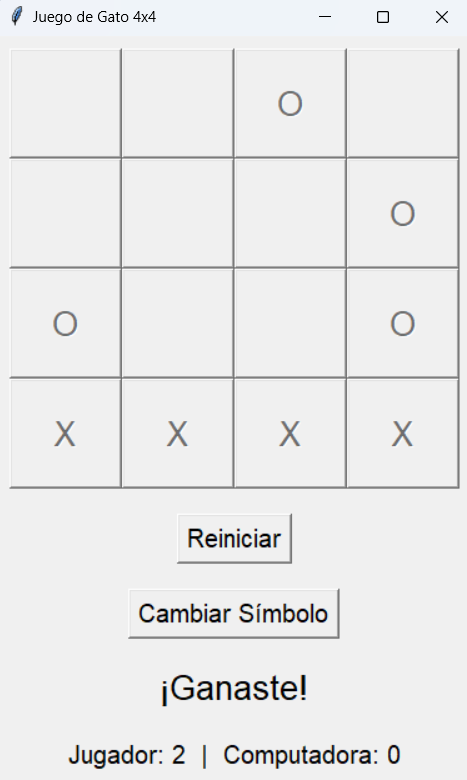 Juego de Gato 4x4
O
O
O O
X X X X
Reiniciar
Cambiar Símbolo
¡Ganaste!
Jugador: 2 | Computadora: 0